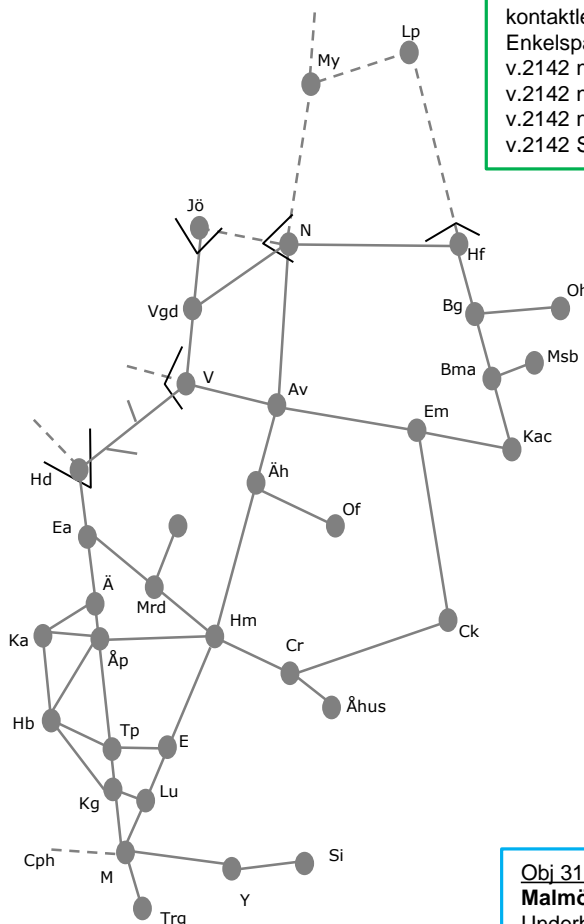 kontaktle
Enkelspå
v.2142 n
v.2142 n
v.2142 n
v.2142 S
Lp
My
Jö
N
Hf
Vgd
Bg
Oh
V
Bma
Msb
Av
Em
Kac
Hd
Äh
Of
Ea
Ä
Mrd
Hm
Ka
Åp
Cr
Ck
Åhus
Hb
Tp
E
Kg
Lu
Cph
M
Si
Y
Trg
Obj 31
Malmö
Underh